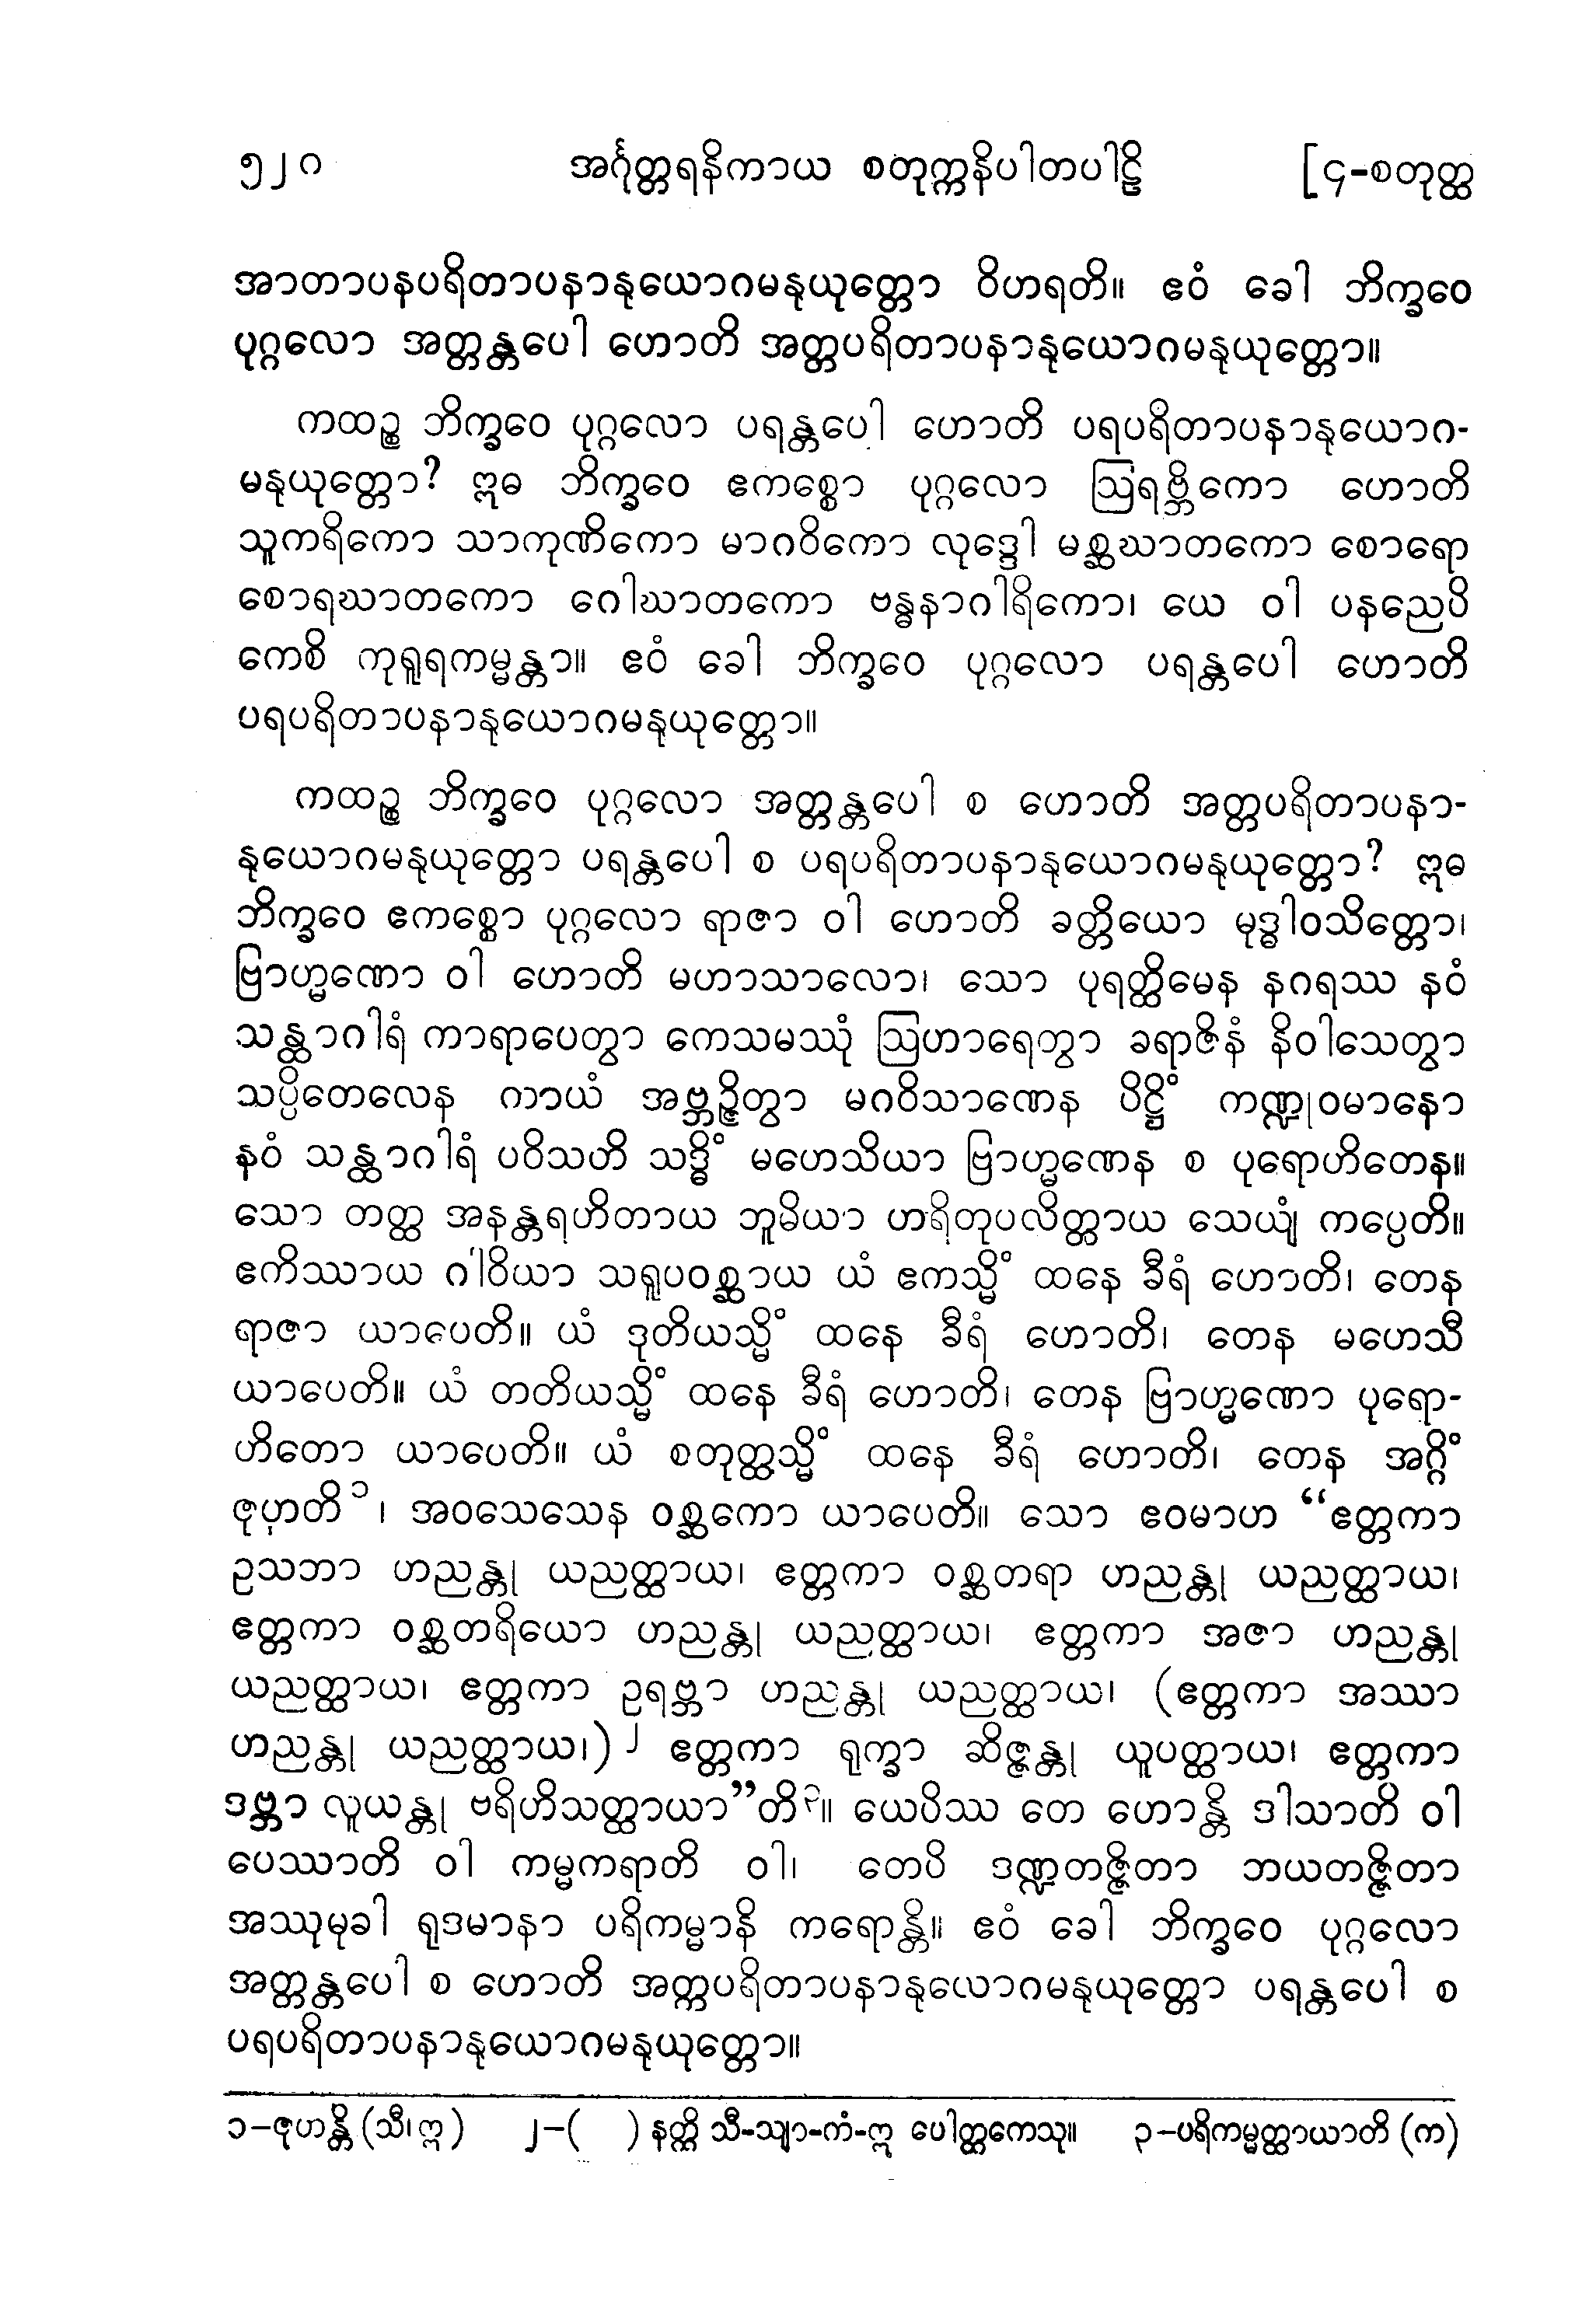 ၅၂၀ အင်္ဂုတ္တရနိကာယ စတုက္ကနိပါတပါဠိ [၄-စတုတ္ထ
အာတာပနပရိတာပနာနုယောဂမနုယုတ္တော ဝိဟရတိ။ ဧဝံ ခေါ ဘိက္ခဝေ
ပုဂ္ဂလော အတ္တန္တပေါ ဟောတိ အတ္တပရိတာပနာနုယောဂမနုယုတ္တော။
ကထဉ္စ ဘိက္ခဝေ ပုဂ္ဂလော ပရန္တပေါ ဟောတိ ပရပရိတာပနာနုယောဂ-
မနုယုတ္တော? ဣဓ ဘိက္ခဝေ ဧကစ္စော ပုဂ္ဂလော ဩရဗ္ဘိကော ဟောတိ
သူကရိကော သာကုဏိကော မာဂဝိကော လုဒ္ဒေါ မစ္ဆဃာတကော စောရော
စောရဃာတကော ဂေါဃာတကော ဗန္ဓနာဂါရိကော၊ ယေ ဝါ ပနညေပိ
ကေစိ ကုရူရကမ္မန္တာ။ ဧဝံ ခေါ ဘိက္ခဝေ ပုဂ္ဂလော ပရန္တပေါ ဟောတိ
ပရပရိတာပနာနုယောဂမနုယုတ္တော။
ကထဉ္စ ဘိက္ခဝေ ပုဂ္ဂလော အတ္တန္တပေါ စ ဟောတိ အတ္တပရိတာပနာ-
နုယောဂမနုယုတ္တော ပရန္တပေါ စ ပရပရိတာပနာနုယောဂမနုယုတ္တော? ဣဓ
ဘိက္ခဝေ ဧကစ္စော ပုဂ္ဂလော ရာဇာ ဝါ ဟောတိ ခတ္တိယော မုဒ္ဓါဝသိတ္တော၊
ဗြာဟ္မဏော ဝါ ဟောတိ မဟာသာလော၊ သော ပုရတ္ထိမေန နဂရဿ နဝံ
သန္ထာဂါရံ ကာရာပေတွာ ကေသမဿုံ ဩဟာရေတွာ ခရာဇိနံ နိဝါသေတွာ
သပ္ပိတေလေန ကာယံ အဗ္ဘဉ္ဇိတွာ မဂဝိသာဏေန ပိဋ္ဌိံ ကဏ္ဍုဝမာနော
နဝံ သန္ထာဂါရံ ပဝိသတိ သဒ္ဓိံ မဟေသိယာ ဗြာဟ္မဏေန စ ပုရောဟိတေန။
သော တတ္ထ အနန္တရဟိတာယ ဘူမိယာ ဟရိတုပလိတ္တာယ သေယျံ ကပ္ပေတိ။
ဧကိဿာယ ဂါဝိယာ သရူပဝစ္ဆာယ ယံ ဧကသ္မိံ ထနေ ခီရံ ဟောတိ၊ တေန
ရာဇာ ယာပေတိ။ ယံ ဒုတိယသ္မိံ ထနေ ခီရံ ဟောတိ၊ တေန မဟေသီ
ယာပေတိ။ ယံ တတိယသ္မိံ ထနေ ခီရံ ဟောတိ၊ တေန ဗြာဟ္မဏော ပုရော-
ဟိတော ယာပေတိ။ ယံ စတုတ္ထသ္မိံ ထနေ ခီရံ ဟောတိ၊ တေန အဂ္ဂိံ
ဇုဟတိ ၁၊ အဝသေသေန ဝစ္ဆကော ယာပေတိ။ သော ဧဝမာဟ “ဧတ္တကာ
ဥသဘာ ဟညန္တု ယညတ္ထာယ၊ ဧတ္တကာ ဝစ္ဆတရာ ဟညန္တု ယညတ္ထာယ၊
ဧတ္တကာ ဝစ္ဆတရိယော ဟညန္တု ယညတ္ထာယ၊ ဧတ္တကာ အဇာ ဟညန္တု
ယညတ္ထာယ၊ ဧတ္တကာ ဥရဗ္ဘာ ဟညန္တု ယညတ္ထာယ၊ (ဧတ္တကာ အဿာ
ဟညန္တု ယညတ္ထာယ၊) ၂ ဧတ္တကာ ရုက္ခာ ဆိဇ္ဇန္တု ယူပတ္ထာယ၊ ဧတ္တကာ
ဒဗ္ဘာ လူယန္တု ဗရိဟိသတ္ထာယာ”တိ၃။ ယေပိဿ တေ ဟောန္တိ ဒါသာတိ ဝါ
ပေဿာတိ ဝါ ကမ္မကရာတိ ဝါ၊ တေပိ ဒဏ္ဍတဇ္ဇိတာ ဘယတဇ္ဇိတာ
အဿုမုခါ ရုဒမာနာ ပရိကမ္မာနိ ကရောန္တိ။ ဧဝံ ခေါ ဘိက္ခဝေ ပုဂ္ဂလော
အတ္တန္တပေါ စ ဟောတိ အတ္တပရိတာပနာနုယောဂမနုယုတ္တော ပရန္တပေါ စ
ပရပရိတာပနာနုယောဂမနုယုတ္တော။
၁-ဇုဟန္တိ (သီ၊ဣ) ၂-( ) နတ္ထိ သီ-သျာ-ကံ-ဣ ပေါတ္ထကေသု။ ၃-ပရိကမ္မတ္ထာယာတိ (က)